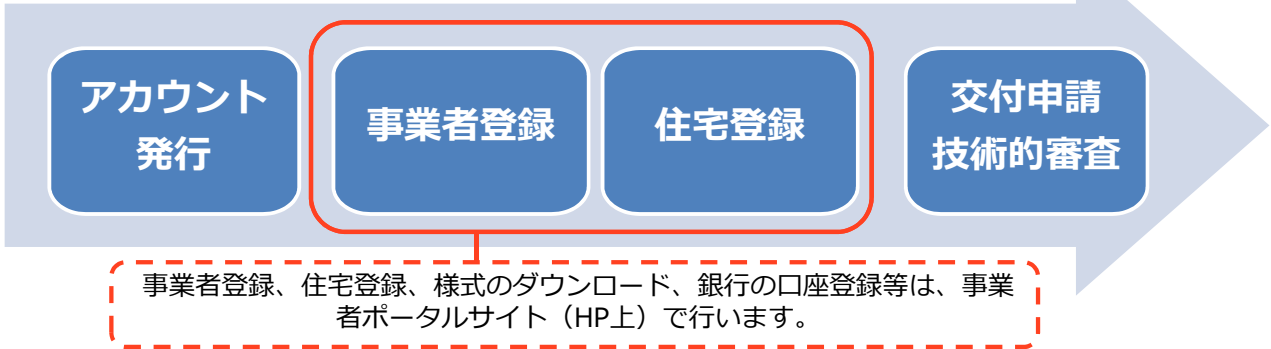 アカウント
発行
事業者登録
住宅登録
交付申請
技術的審査
事業者登録、住宅登録、様式のダウンロード、銀行の口座登録等は、事業
者ポータルサイト（HP上）で行います。